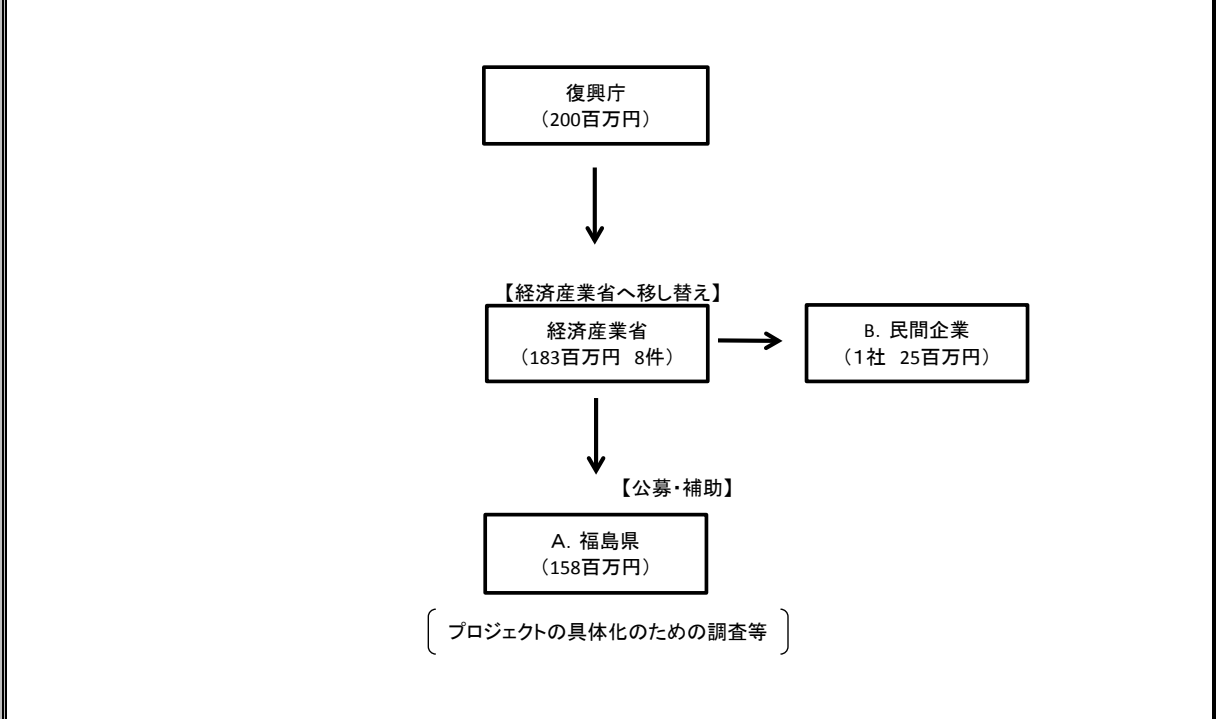 復興庁
（200百万円）
【経済産業省へ移し替え】
経済産業省
（183百万円　8件）
B．民間企業
（１社　25百万円）
【公募・補助】
A．福島県
（158百万円）
プロジェクトの具体化のための調査等